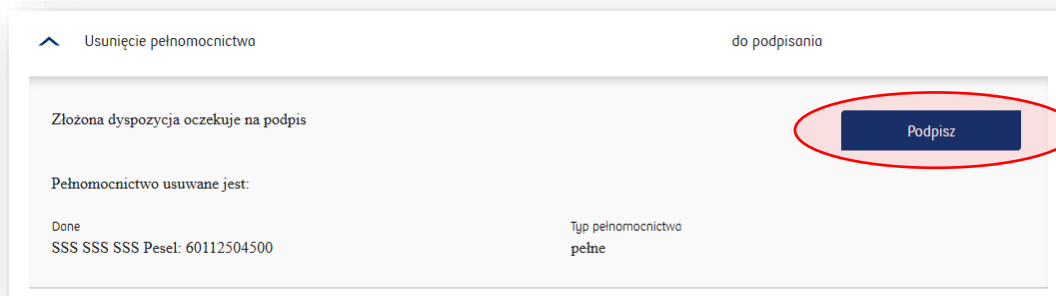 Usunięcie pełnomocnictwa do podpisania
Złożona dyspozycja oczekuje na podpis
Podpisz
Pełnomocnictwo usuwane jest:
Dane Typ pełnomocnictwa
SSS SSS SSS Pesel: 60112504500 pełne